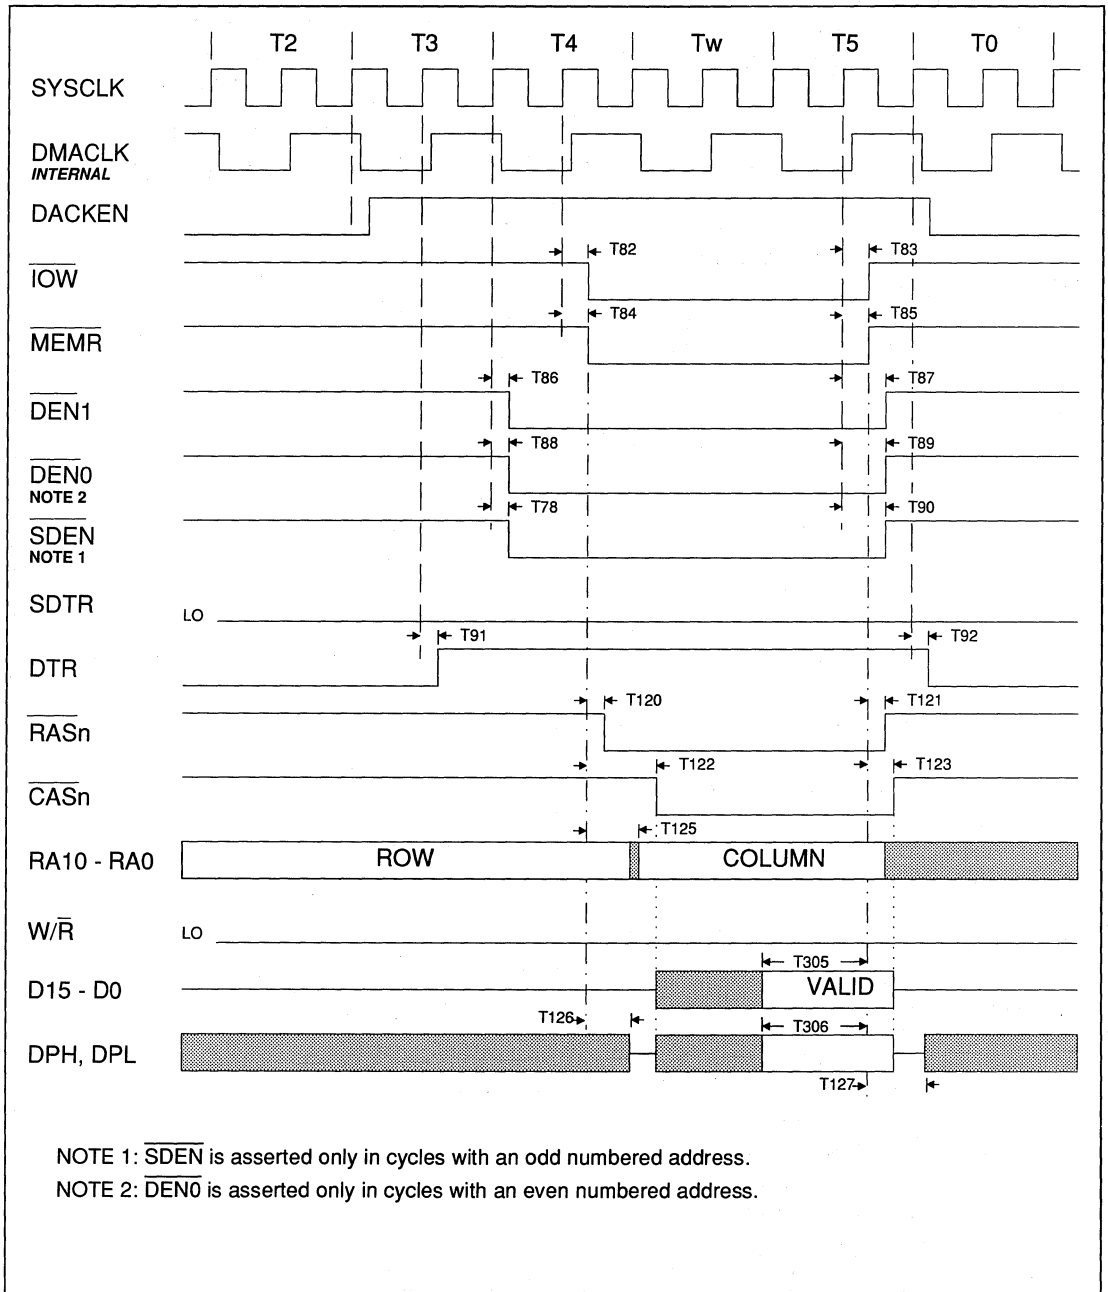 T2 T3 T4 Tw T5 T0
SYSCLK
DMACLK
INTERNAL
DACKEN
T82 T83
IOW
T84 T85
MEMR
T86 T87
DEN1
T88 T89
DEN0
NOTE 2
T78 T90
SDEN
NOTE 1
SDTR
LO
T91 T92
DTR
T120 T121
RASn
T122 T123
CASn
T125
RA10 - RA0 ROW COLUMN
W/R LO
T305
D15 - D0 VALID
T126 T306
DPH, DPL
T127
NOTE 1: SDEN is asserted only in cycles with an odd numbered address.
NOTE 2: DEN0 is asserted only in cycles with an even numbered address.